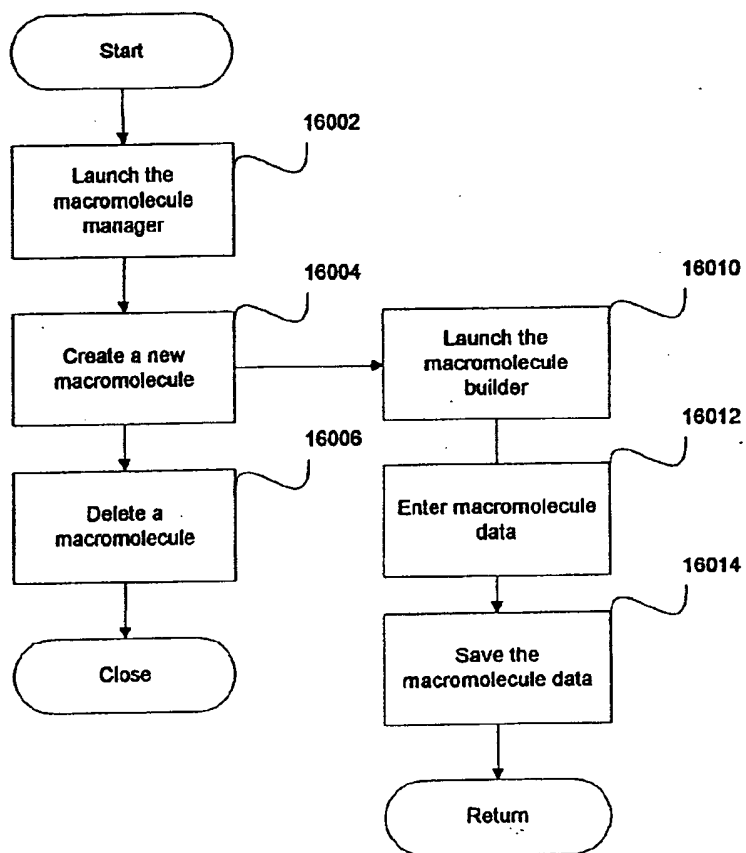 Start
16002
Launch the
macromolecule
manager
16004
Create a new
macromolecule
16006
Delete a
macromolecule
Close
16010
Launch the
macromolecule
builder
16012
Enter macromolecule
data
16014
Save the
macromolecule data
Return